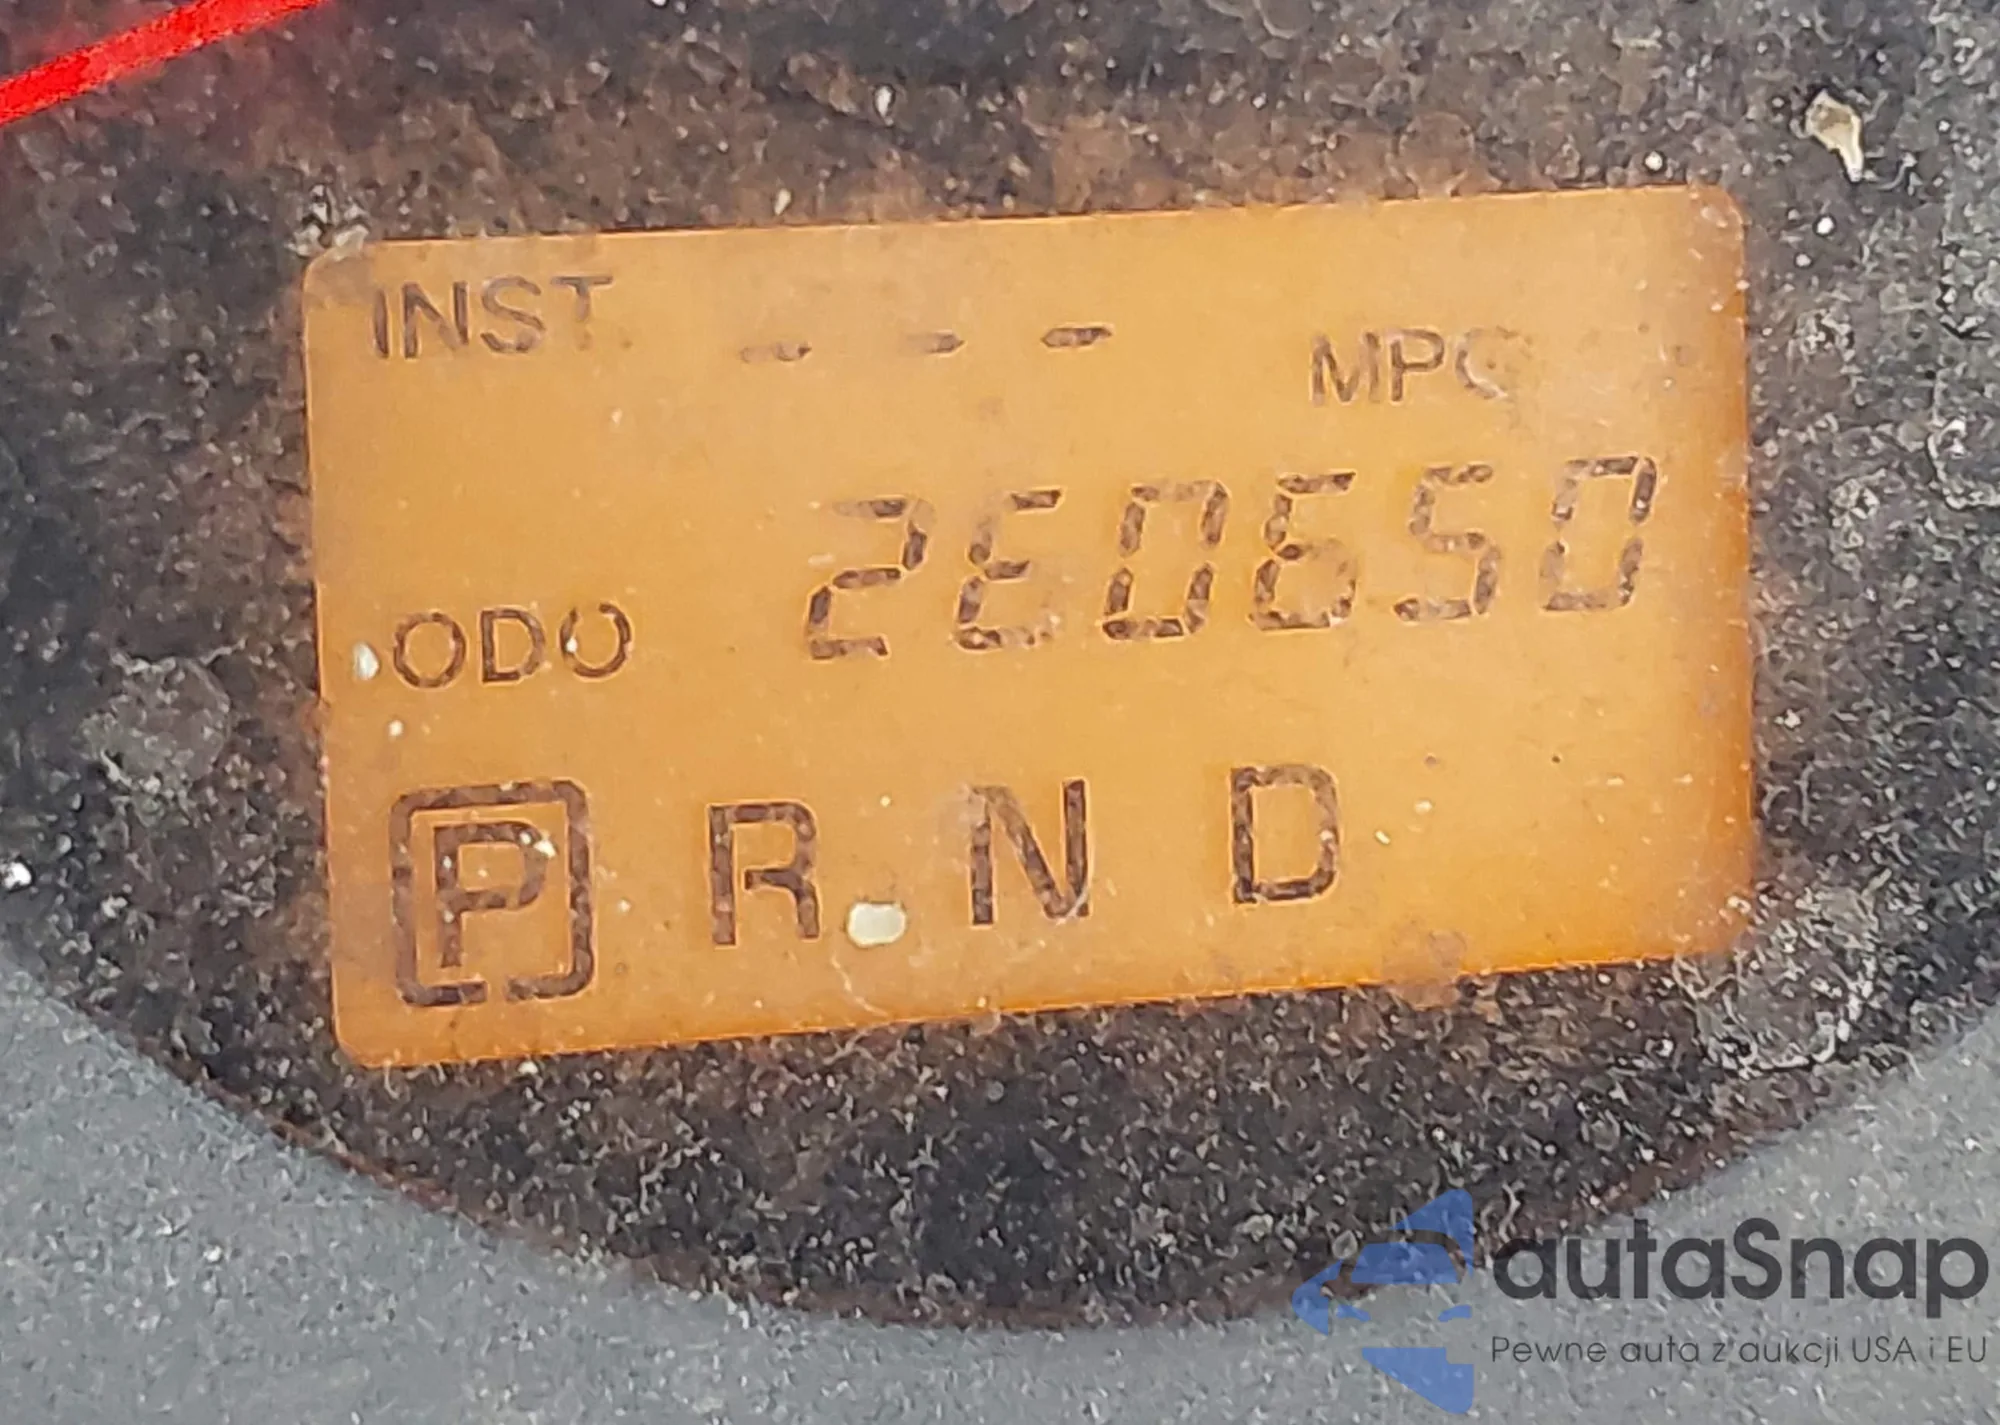 INST --- MPG
ODO 260650
P R N D
autaSnap
Pewne auta z aukcji USA i EU